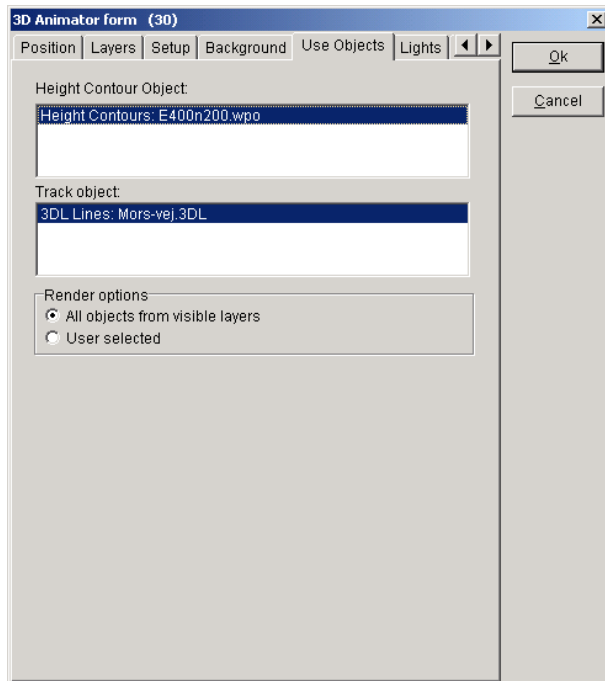 3D Animator form (30)
Position Layers Setup Background Use Objects Lights
Ok
Cancel
Height Contour Object:
Height Contours: E400n200.wpo
Track object:
3DL Lines: Mors-vej.3DL
Render options
All objects from visible layers
User selected